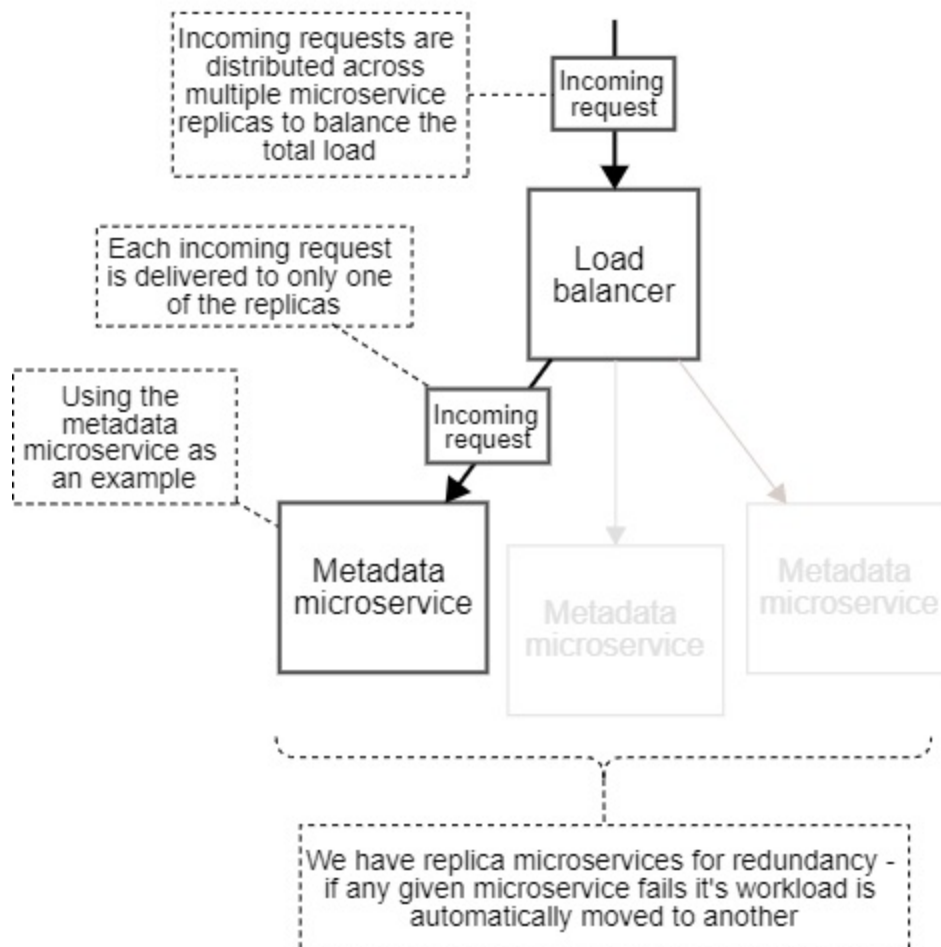 Incoming requests are
distributed across
multiple microservice
replicas to balance the
total load
Incoming
request
Load
balancer
Each incoming request
is delivered to only one
of the replicas
Incoming
request
Using the
metadata
microservice as
an example
Metadata
microservice
Metadata
microservice
Metadata
microservice
We have replica microservices for redundancy -
if any given microservice fails it's workload is
automatically moved to another